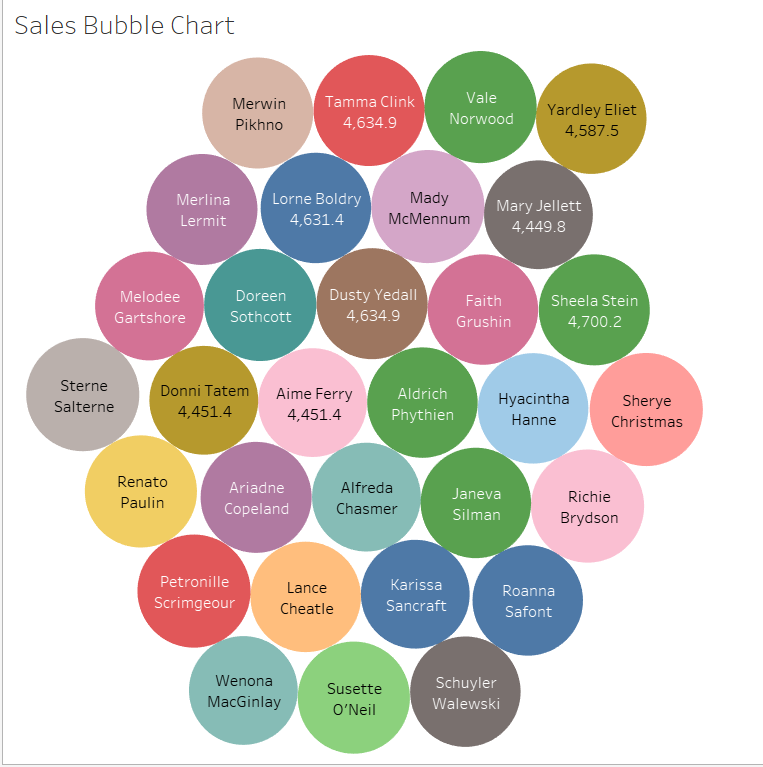 Sales Bubble Chart
Merwin
Pikhno
Tamma Clink
4,634.9
Vale
Norwood
Yardley Eliet
4,587.5
Merlina
Lermit
Lorne Boldry
4,631.4
Mady
McMennum
Mary Jellett
4,449.8
Melodee
Gartshore
Doreen
Sothcott
Dusty Yedall
4,634.9
Faith
Grushin
Sheela Stein
4,700.2
Sterne
Salterne
Donni Tatem
4,451.4
Aime Ferry
4,451.4
Aldrich
Phythien
Hyacintha
Hanne
Sherye
Christmas
Renato
Paulin
Ariadne
Copeland
Alfreda
Chasmer
Janeva
Silman
Richie
Brydson
Petronille
Scrimgeour
Lance
Cheatle
Karissa
Sancraft
Roanna
Safont
Wenona
MacGinlay
Susette
O’Neil
Schuyler
Walewski